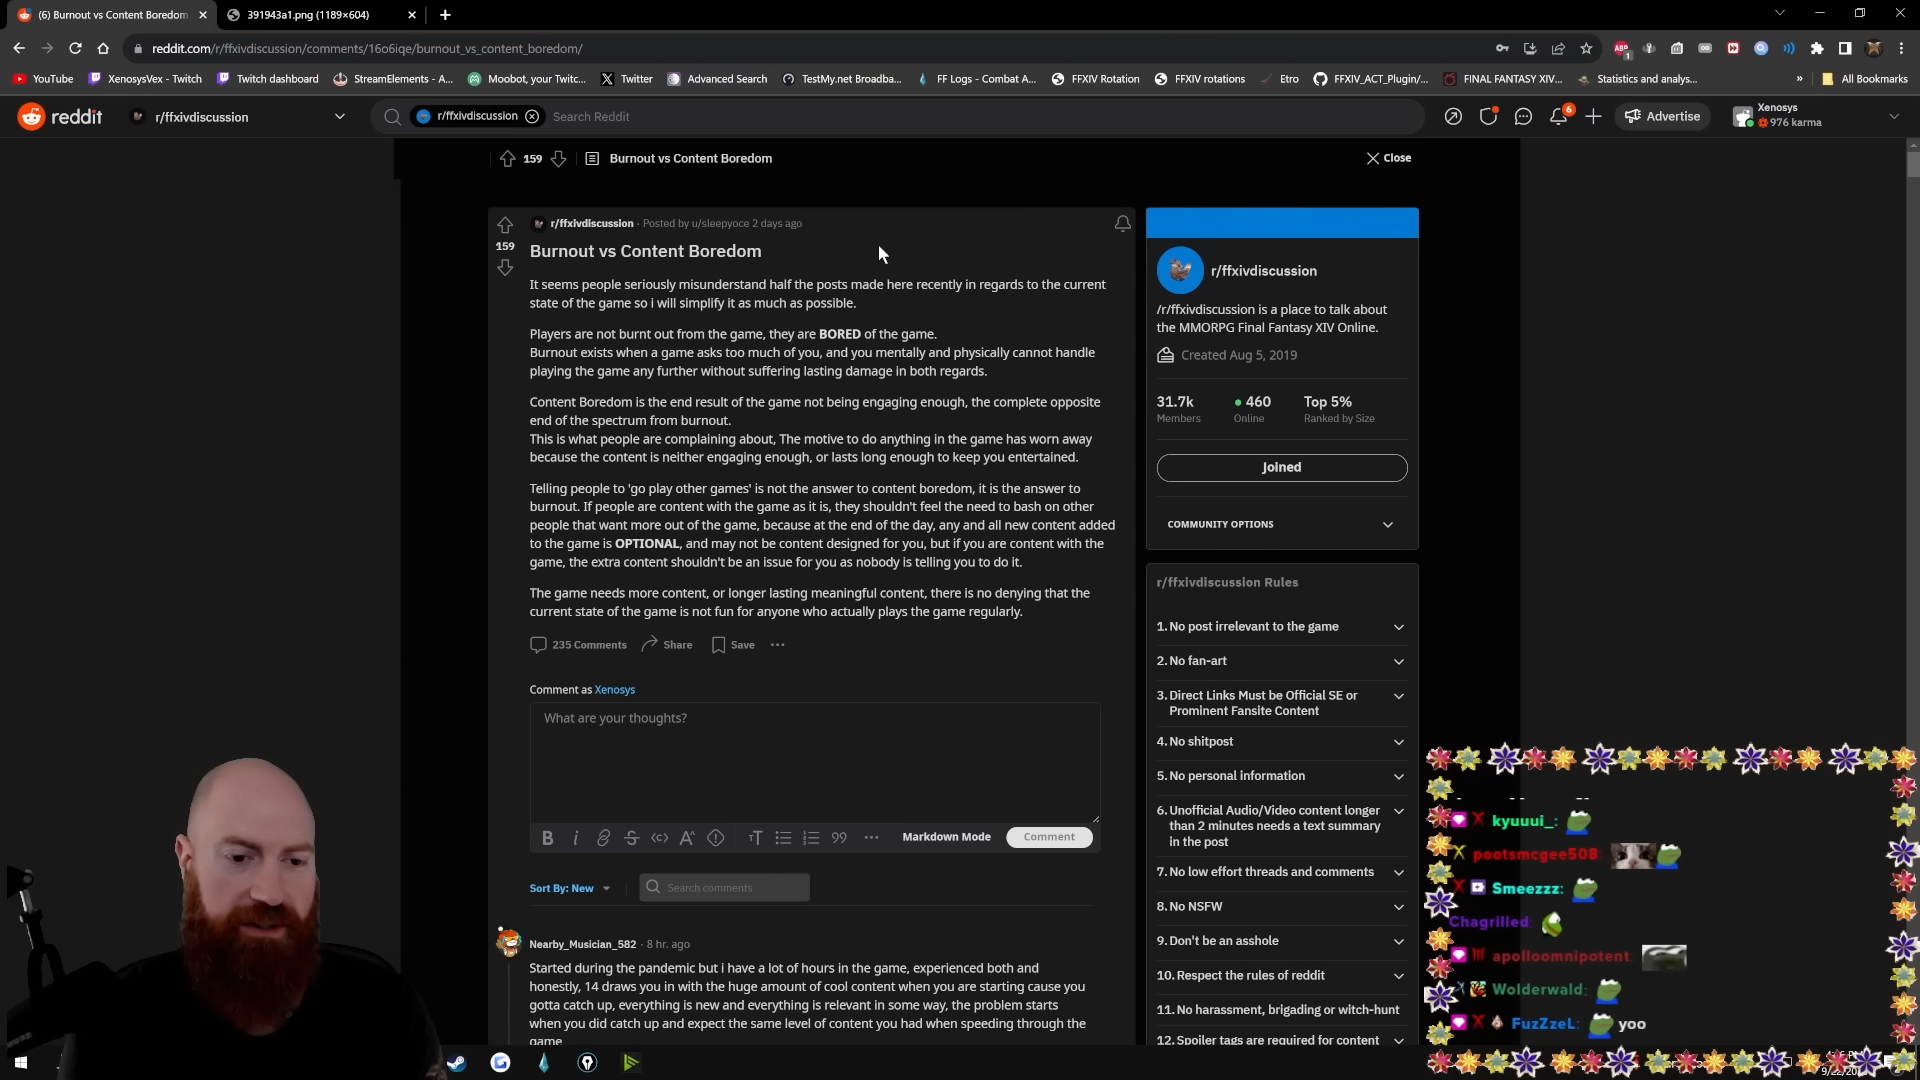 (6) Burnout vs Content Boredom
391943a1.png (1189×604)
reddit.com/r/ffxivdiscussion/comments/16o6iqe/burnout_vs_content_boredom/
YouTube
XenosysVex - Twitch
Twitch dashboard
StreamElements - A...
Moobot, your Twitc...
Twitter
Advanced Search
TestMy.net Broadba...
FF Logs - Combat A...
FFXIV Rotation
FFXIV rotations
Etro
FFXIV_ACT_Plugin/...
FINAL FANTASY XIV...
Statistics and analys...
»
All Bookmarks
reddit
r/ffxivdiscussion
r/ffxivdiscussion
Search Reddit
6
Advertise
Xenosys
976 karma
159
Burnout vs Content Boredom
Close
r/ffxivdiscussion · Posted by u/sleepyoce 2 days ago
159
Burnout vs Content Boredom
It seems people seriously misunderstand half the posts made here recently in regards to the current
state of the game so i will simplify it as much as possible.
Players are not burnt out from the game, they are BORED of the game.
Burnout exists when a game asks too much of you, and you mentally and physically cannot handle
playing the game any further without suffering lasting damage in both regards.
Content Boredom is the end result of the game not being engaging enough, the complete opposite
end of the spectrum from burnout.
This is what people are complaining about, The motive to do anything in the game has worn away
because the content is neither engaging enough, or lasts long enough to keep you entertained.
Telling people to 'go play other games' is not the answer to content boredom, it is the answer to
burnout. If people are content with the game as it is, they shouldn't feel the need to bash on other
people that want more out of the game, because at the end of the day, any and all new content added
to the game is OPTIONAL, and may not be content designed for you, but if you are content with the
game, the extra content shouldn't be an issue for you as nobody is telling you to do it.
The game needs more content, or longer lasting meaningful content, there is no denying that the
current state of the game is not fun for anyone who actually plays the game regularly.
235 Comments
Share
Save
Comment as Xenosys
What are your thoughts?
Markdown Mode
Comment
Sort By: New
Search comments
Nearby_Musician_582 · 8 hr. ago
Started during the pandemic but i have a lot of hours in the game, experienced both and
honestly, 14 draws you in with the huge amount of cool content when you are starting cause you
gotta catch up, everything is new and everything is relevant in some way, the problem starts
when you did catch up and expect the same level of content you had when speeding through the
game
r/ffxivdiscussion
/r/ffxivdiscussion is a place to talk about
the MMORPG Final Fantasy XIV Online.
Created Aug 5, 2019
31.7k
460
Top 5%
Members
Online
Ranked by Size
Joined
COMMUNITY OPTIONS
r/ffxivdiscussion Rules
1. No post irrelevant to the game
2. No fan-art
3. Direct Links Must be Official SE or
Prominent Fansite Content
4. No shitpost
5. No personal information
6. Unofficial Audio/Video content longer
than 2 minutes needs a text summary
in the post
7. No low effort threads and comments
8. No NSFW
9. Don't be an asshole
10. Respect the rules of reddit
11. No harassment, brigading or witch-hunt
12. Spoiler tags are required for content
kyuuui_:
pootsmcgee508:
Smeezzz:
Chagrilled:
apolloomnipotent:
Wolderwald:
FuzZzeL: yoo